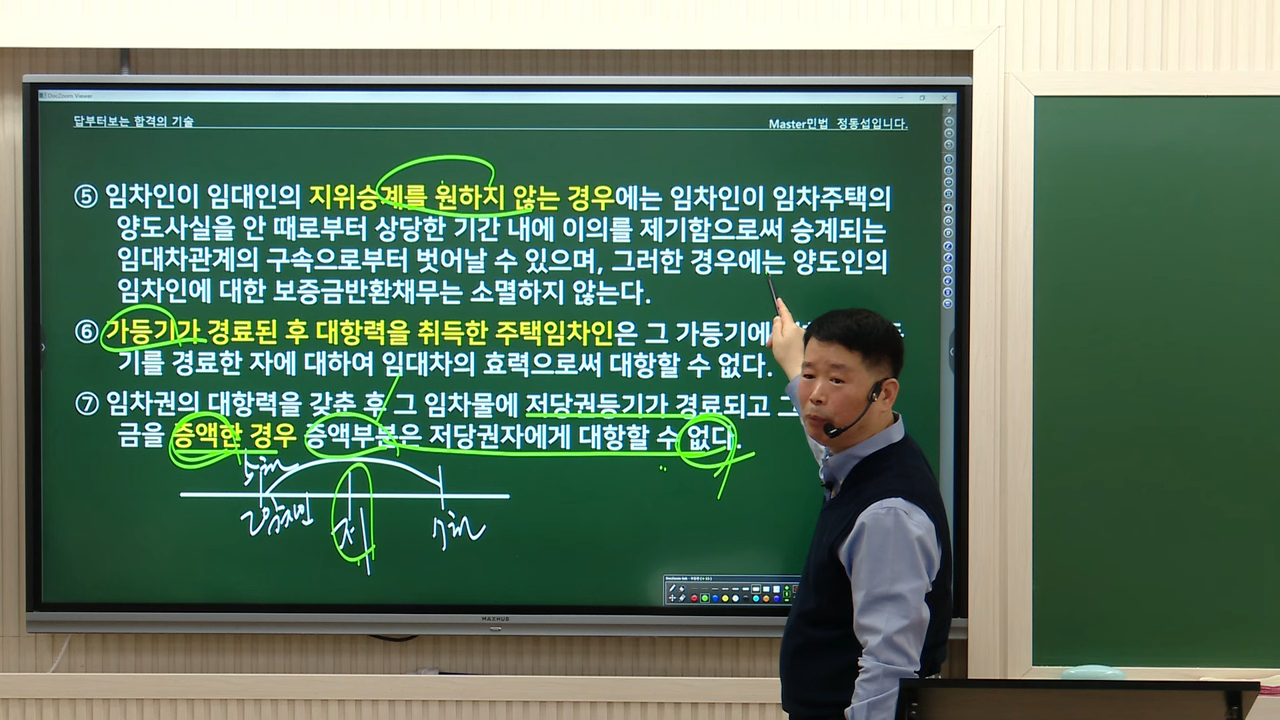 DocZoom Viewer
답부터보는 합격의 기술
Master민법 정동섭입니다.
⑤ 임차인이 임대인의 지위승계를 원하지 않는 경우에는 임차인이 임차주택의
양도사실을 안 때로부터 상당한 기간 내에 이의를 제기함으로써 승계되는
임대차관계의 구속으로부터 벗어날 수 있으며, 그러한 경우에는 양도인의
임차인에 대한 보증금반환채무는 소멸하지 않는다.
⑥ 가등기가 경료된 후 대항력을 취득한 주택임차인은 그 가등기에
기를 경료한 자에 대하여 임대차의 효력으로써 대항할 수 없다.
⑦ 임차권의 대항력을 갖춘 후 그 임차물에 저당권등기가 경료되고 그
금을 증액한 경우 증액부분은 저당권자에게 대항할 수 없다.
5천
임차인
저
7천
MAXHUB